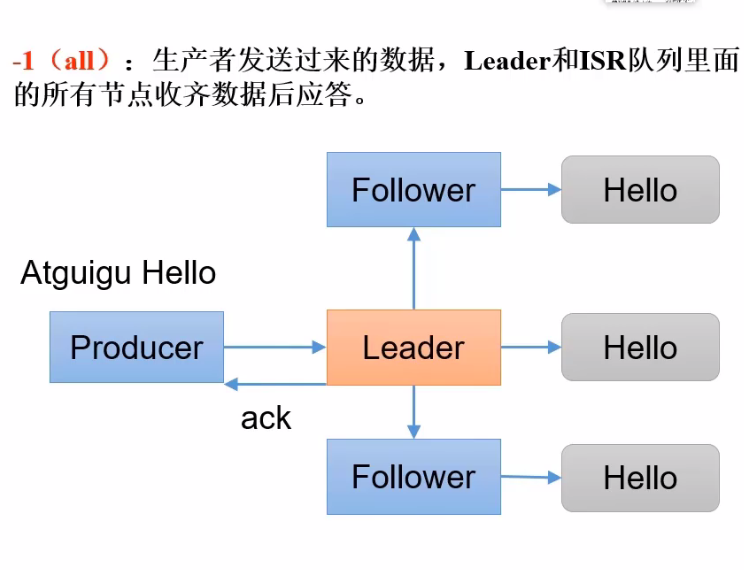 -1（all）：生产者发送过来的数据，Leader和ISR队列里面
的所有节点收齐数据后应答。
Follower
Hello
Atguigu Hello
Producer
Leader
Hello
ack
Follower
Hello